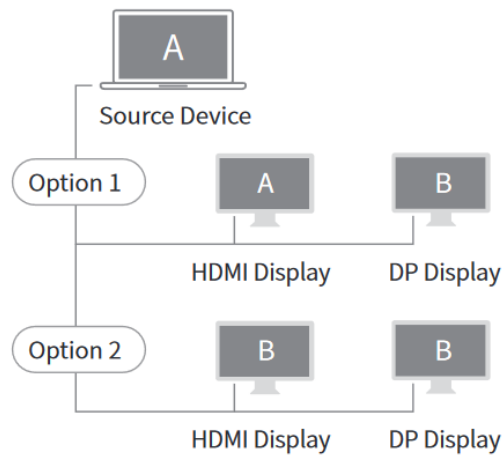 A
Source Device
Option 1
A B
HDMI Display DP Display
Option 2
B B
HDMI Display DP Display